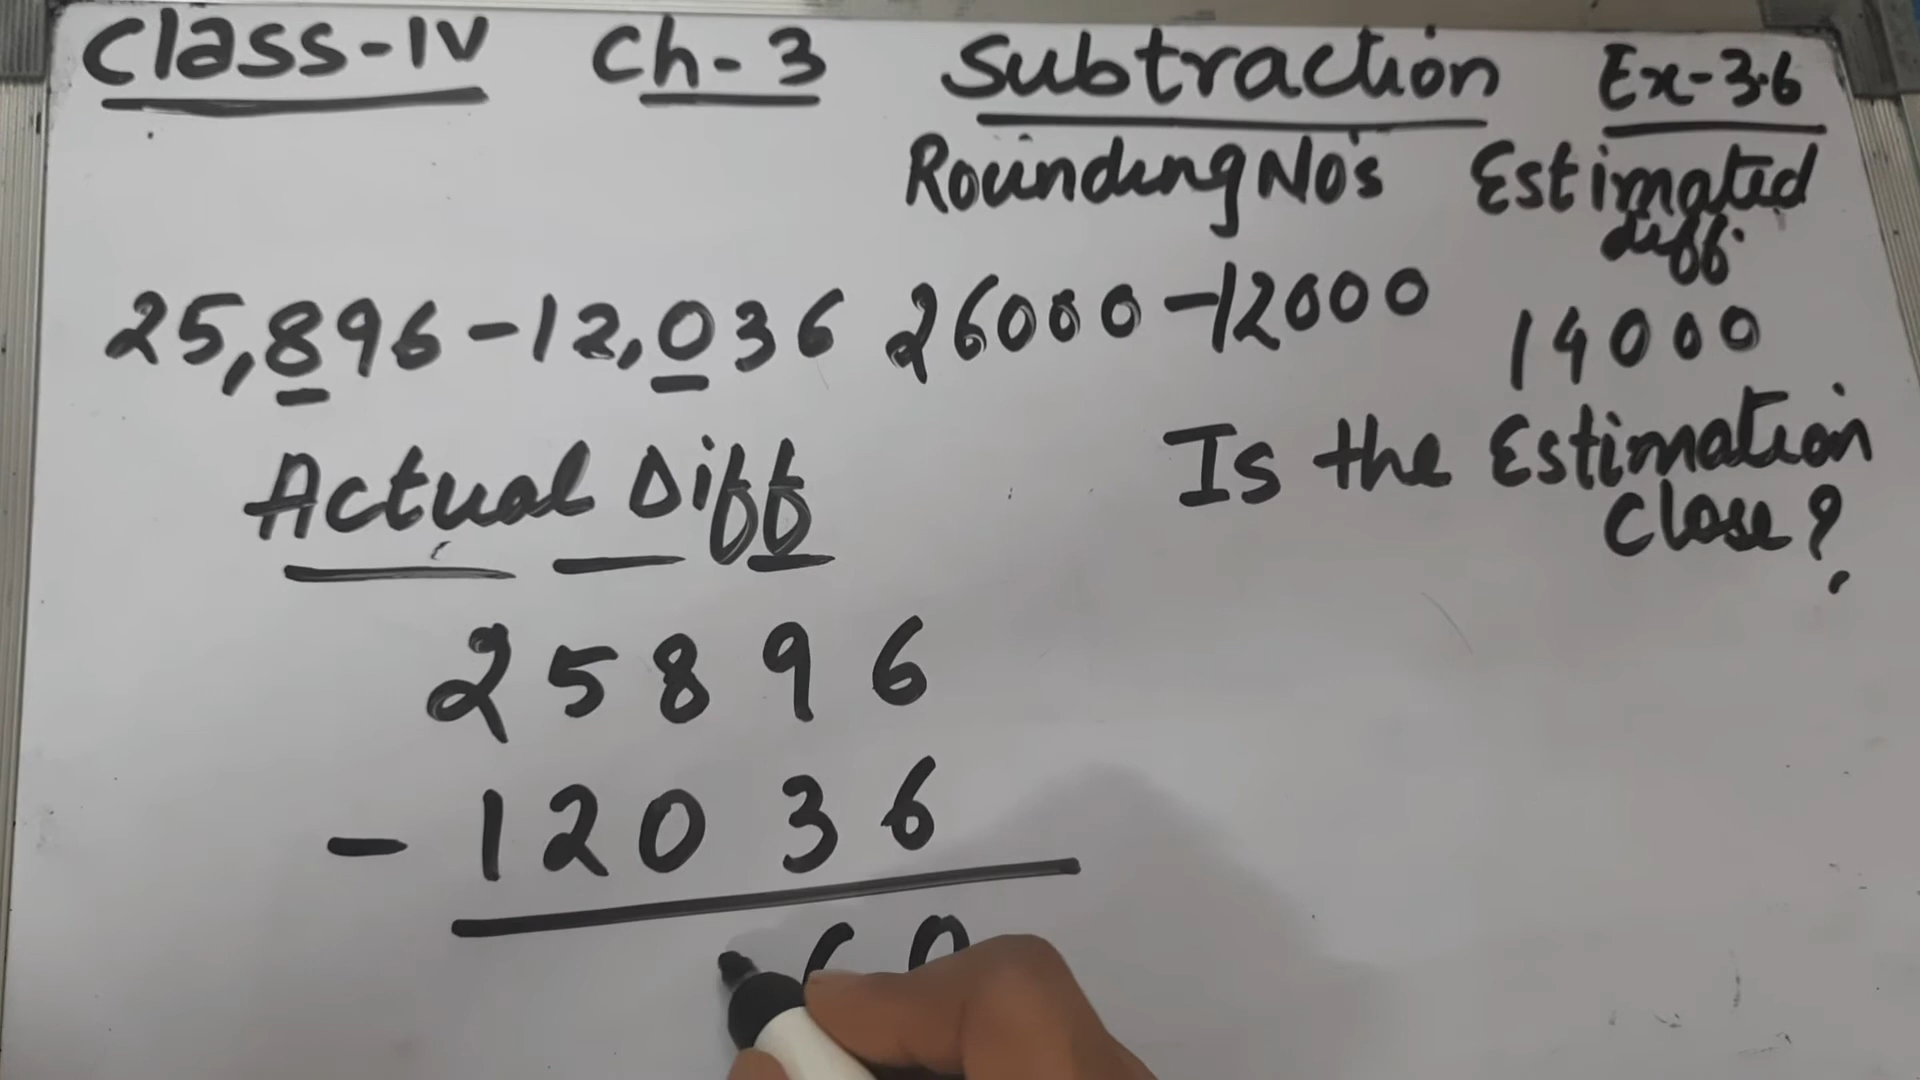 Class-IV Ch-3 Subtraction Ex-3.6
Rounding No's Estimated
diff.
25,896-12,036 26000-12000 14000
Actual Diff
Is the Estimation
Close?
25896
-12036
60